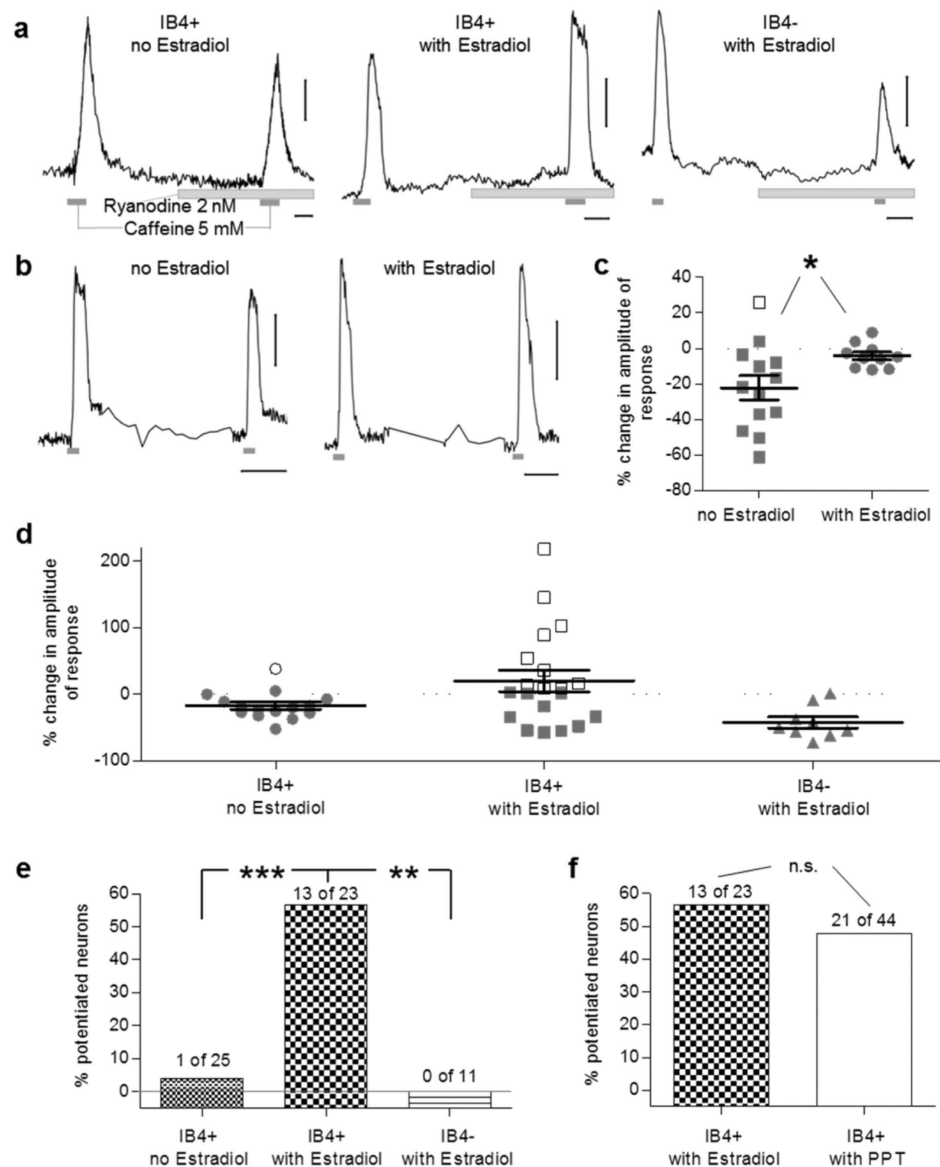 a
IB4+
no Estradiol
IB4+
with Estradiol
IB4-
with Estradiol
Ryanodine 2 nM
Caffeine 5 mM
b
no Estradiol
with Estradiol
c
*
% change in amplitude of
response
40
20
0
-20
-40
-60
-80
no Estradiol
with Estradiol
d
% change in amplitude
of response
200
100
0
-100
IB4+
no Estradiol
IB4+
with Estradiol
IB4-
with Estradiol
e
% potentiated neurons
60
50
40
30
20
10
0
***
**
1 of 25
13 of 23
0 of 11
IB4+
no Estradiol
IB4+
with Estradiol
IB4-
with Estradiol
f
% potentiated neurons
60
50
40
30
20
10
0
n.s.
13 of 23
21 of 44
IB4+
with Estradiol
IB4+
with PPT